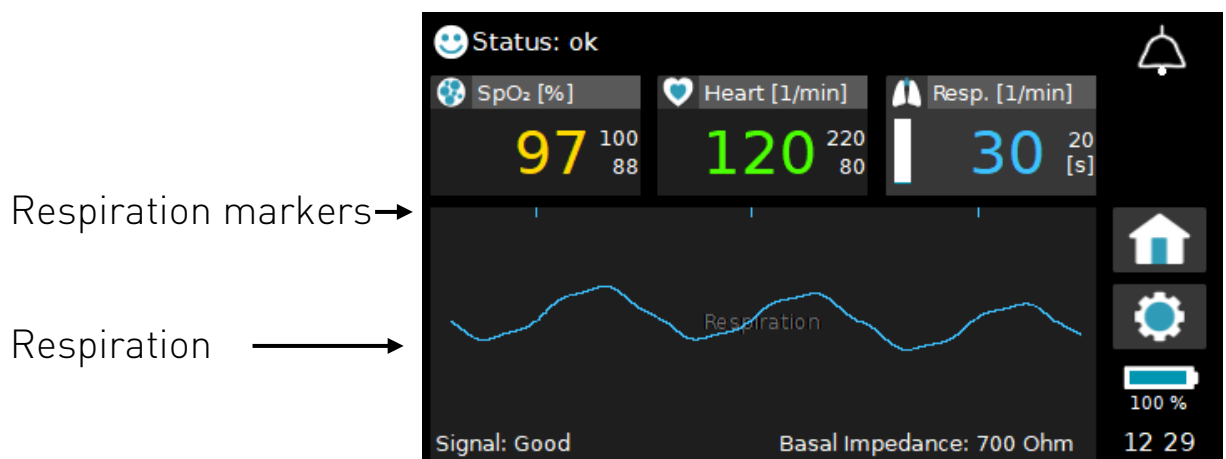 Status: ok
SpO₂ [%]
97
100
88
Heart [1/min]
120
220
80
Resp. [1/min]
30
20
[s]
Respiration markers
Respiration
Respiration
Signal: Good
Basal Impedance: 700 Ohm
100 %
12 29